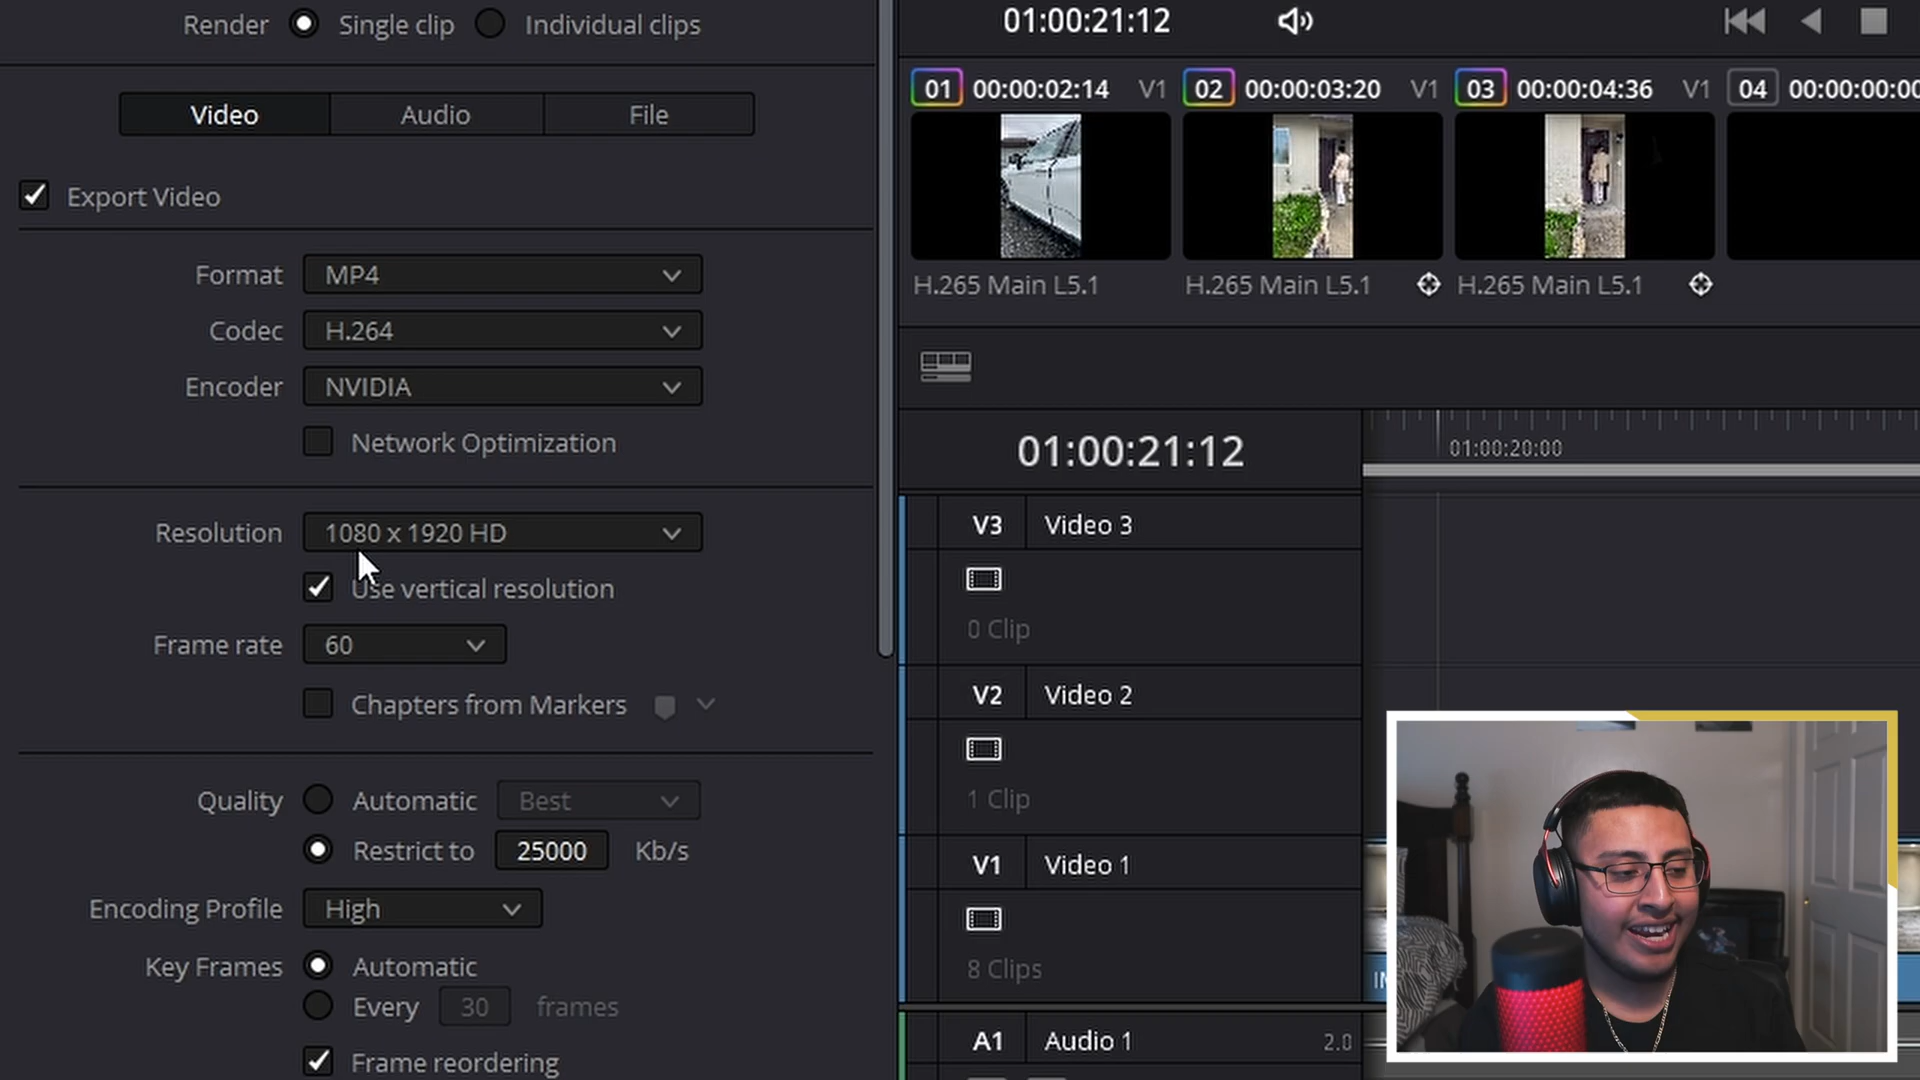 Render Single clip Individual clips
Video Audio File
Export Video
Format MP4
Codec H.264
Encoder NVIDIA
Network Optimization
Resolution 1080 x 1920 HD
Use vertical resolution
Frame rate 60
Chapters from Markers
Quality Automatic Best
Restrict to 25000 Kb/s
Encoding Profile High
Key Frames Automatic
Every 30 frames
Frame reordering
01:00:21:12
01 00:00:02:14 V1 02 00:00:03:20 V1 03 00:00:04:36 V1 04 00:00:00:00
H.265 Main L5.1 H.265 Main L5.1 H.265 Main L5.1
01:00:21:12
01:00:20:00
V3 Video 3
0 Clip
V2 Video 2
1 Clip
V1 Video 1
8 Clips
A1 Audio 1 2.0